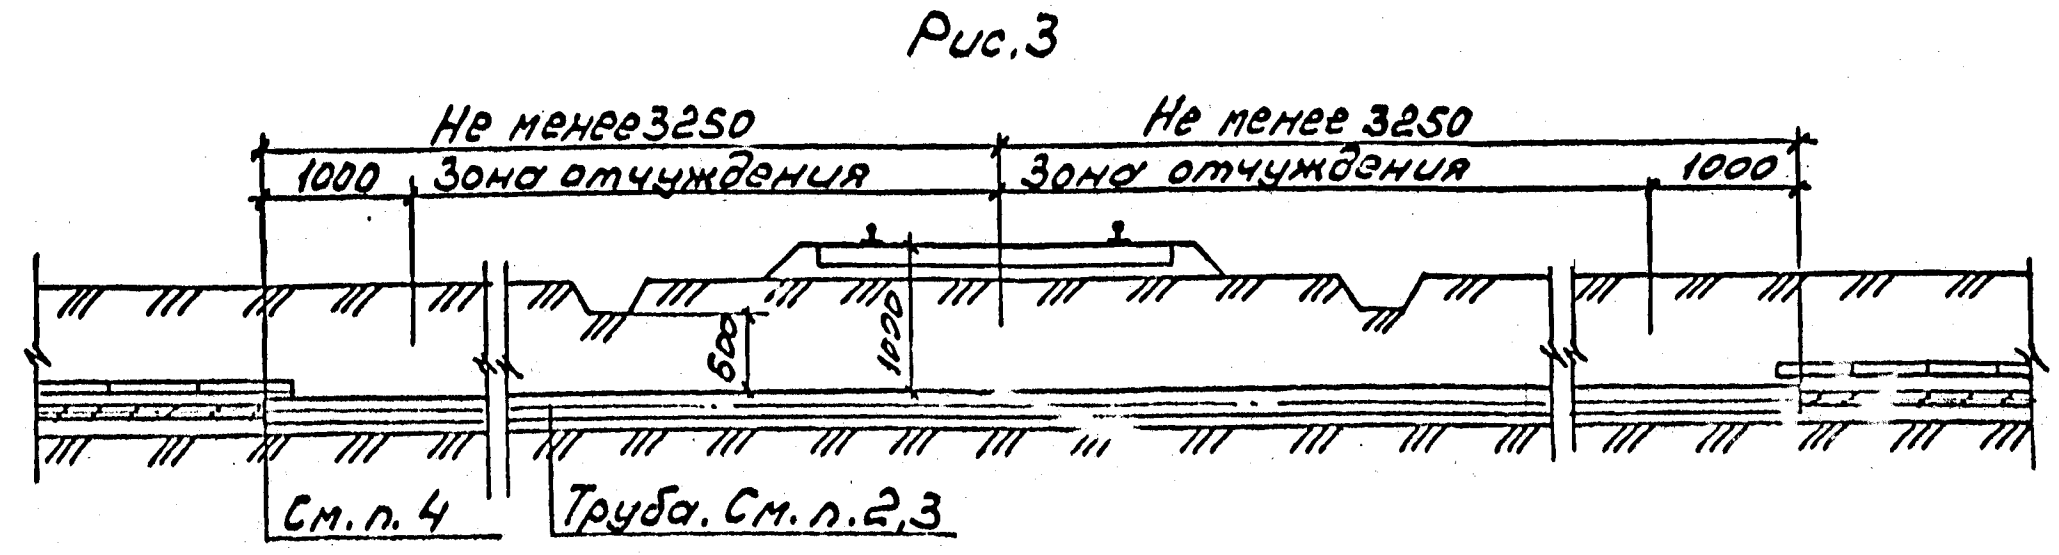 Рис. 3
Не менее 3250
Не менее 3250
1000
Зона отчуждения
Зона отчуждения
1000
600
1000
См. п. 4
Труба. См. п. 2,3